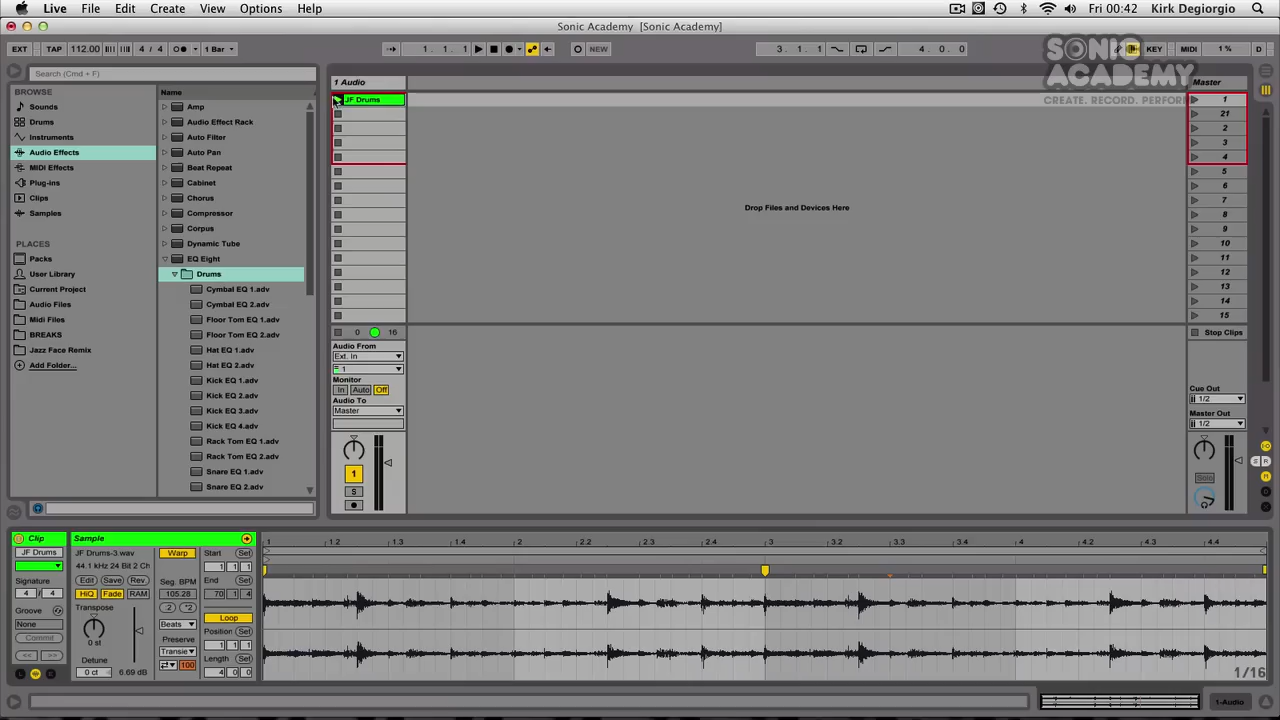 Live File Edit Create View Options Help Fri 00:42 Kirk Degiorgio
Sonic Academy [Sonic Academy]
EXT TAP 112.00 4 / 4 1 Bar 1. 1. 1 NEW 3. 1. 1 4. 0. 0 KEY MIDI 1 % D
SONIC ACADEMY
CREATE. RECORD. PERFORM
Search (Cmd + F)
BROWSE
Sounds
Drums
Instruments
Audio Effects
MIDI Effects
Plug-ins
Clips
Samples
PLACES
Packs
User Library
Current Project
Audio Files
Midi Files
BREAKS
Jazz Face Remix
Add Folder...
Name
Amp
Audio Effect Rack
Auto Filter
Auto Pan
Beat Repeat
Cabinet
Chorus
Compressor
Corpus
Dynamic Tube
EQ Eight
Drums
Cymbal EQ 1.adv
Cymbal EQ 2.adv
Floor Tom EQ 1.adv
Floor Tom EQ 2.adv
Hat EQ 1.adv
Hat EQ 2.adv
Kick EQ 1.adv
Kick EQ 2.adv
Kick EQ 3.adv
Kick EQ 4.adv
Rack Tom EQ 1.adv
Rack Tom EQ 2.adv
Snare EQ 1.adv
Snare EQ 2.adv
1 Audio
JF Drums
0 16
Audio From
Ext. In
1
Monitor
In Auto Off
Audio To
Master
1
S
Drop Files and Devices Here
Master
1
21
2
3
4
5
6
7
8
9
10
11
12
13
14
15
Stop Clips
Cue Out
1/2
Master Out
1/2
Solo
S R
Clip
JF Drums
Signature
4 / 4
Groove
None
Commit
<< >>
Sample
JF Drums-3.wav
44.1 kHz 24 Bit 2 Ch
Edit Save Rev.
HiQ Fade RAM
Transpose
0 st
Detune
0 ct 6.69 dB
Warp
Seg. BPM
105.28
:2 *2
Beats
Preserve
Transie
100
Start Set
1 1 1
End Set
70 1 4
Loop
Position Set
1 1 1
Length Set
4 0 0
1 1.2 1.3 1.4 2 2.2 2.3 2.4 3 3.2 3.3 3.4 4 4.2 4.3 4.4
1/16
1-Audio